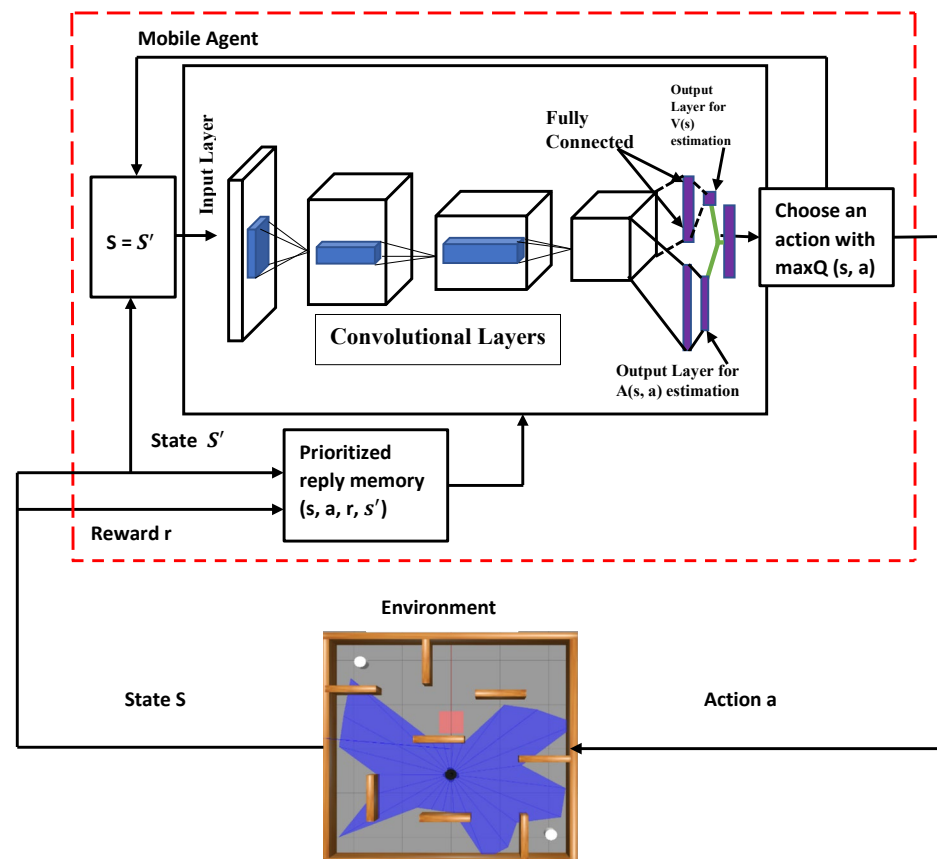 Mobile Agent
Output
Layer for
V(s)
estimation
Fully
Connected
Input Layer
S = S′
Choose an
action with
maxQ (s, a)
Convolutional Layers
Output Layer for
A(s, a) estimation
State S′
Prioritized
reply memory
(s, a, r, s′)
Reward r
Environment
State S
Action a